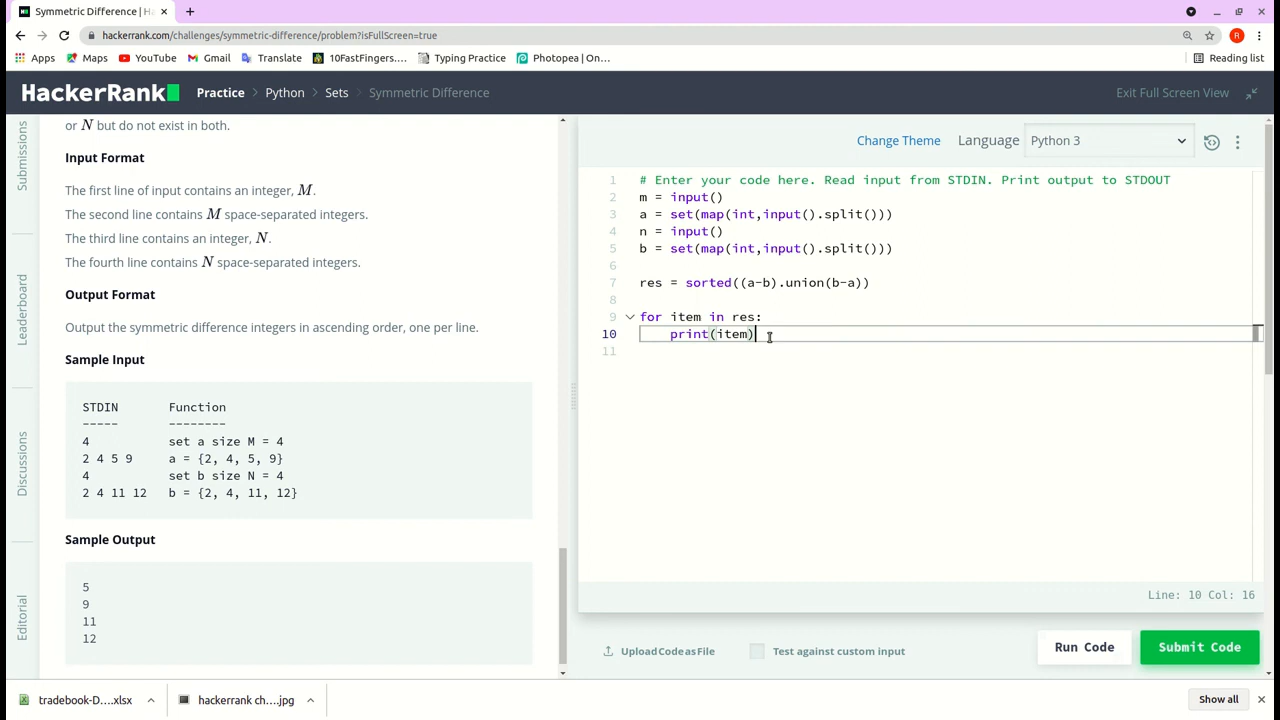 Symmetric Difference | Ha
hackerrank.com/challenges/symmetric-difference/problem?isFullScreen=true
R
Apps Maps YouTube Gmail Translate 10FastFingers.... Typing Practice Photopea | On... Reading list
HackerRank Practice > Python > Sets > Symmetric Difference Exit Full Screen View
Submissions
Leaderboard
Discussions
Editorial
or N but do not exist in both.
Input Format
The first line of input contains an integer, M.
The second line contains M space-separated integers.
The third line contains an integer, N.
The fourth line contains N space-separated integers.
Output Format
Output the symmetric difference integers in ascending order, one per line.
Sample Input
STDIN Function
----- --------
4 set a size M = 4
2 4 5 9 a = {2, 4, 5, 9}
4 set b size N = 4
2 4 11 12 b = {2, 4, 11, 12}
Sample Output
5
9
11
12
Change Theme Language Python 3
1 # Enter your code here. Read input from STDIN. Print output to STDOUT
2 m = input()
3 a = set(map(int,input().split()))
4 n = input()
5 b = set(map(int,input().split()))
6
7 res = sorted((a-b).union(b-a))
8
9 for item in res:
10     print(item)
11
Line: 10 Col: 16
Upload Code as File Test against custom input Run Code Submit Code
tradebook-D....xlsx hackerrank ch....jpg Show all